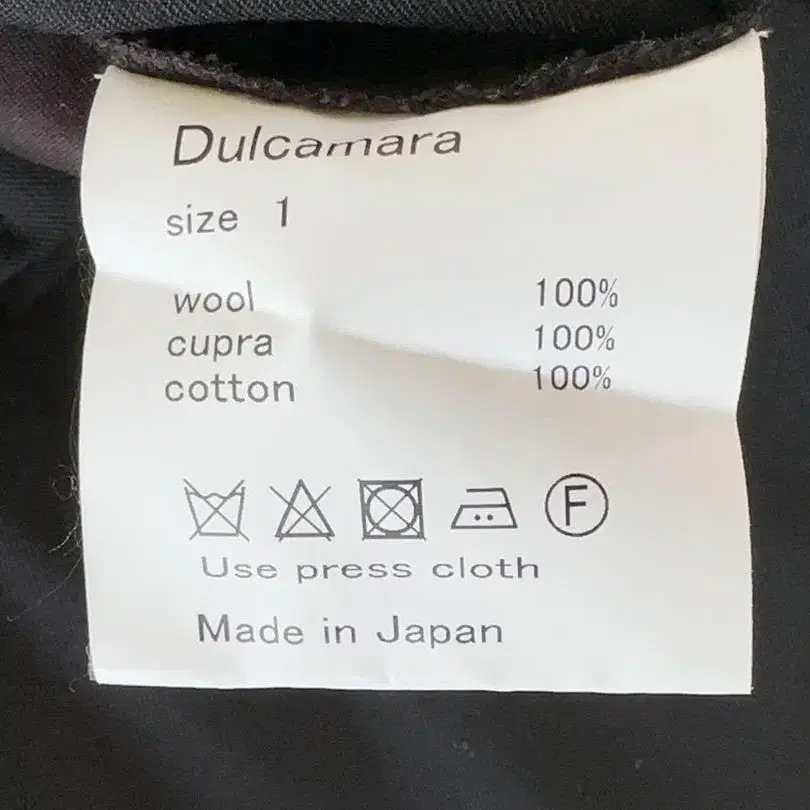 Dulcamara
size 1
wool 100%
cupra 100%
cotton 100%
F
Use press cloth
Made in Japan